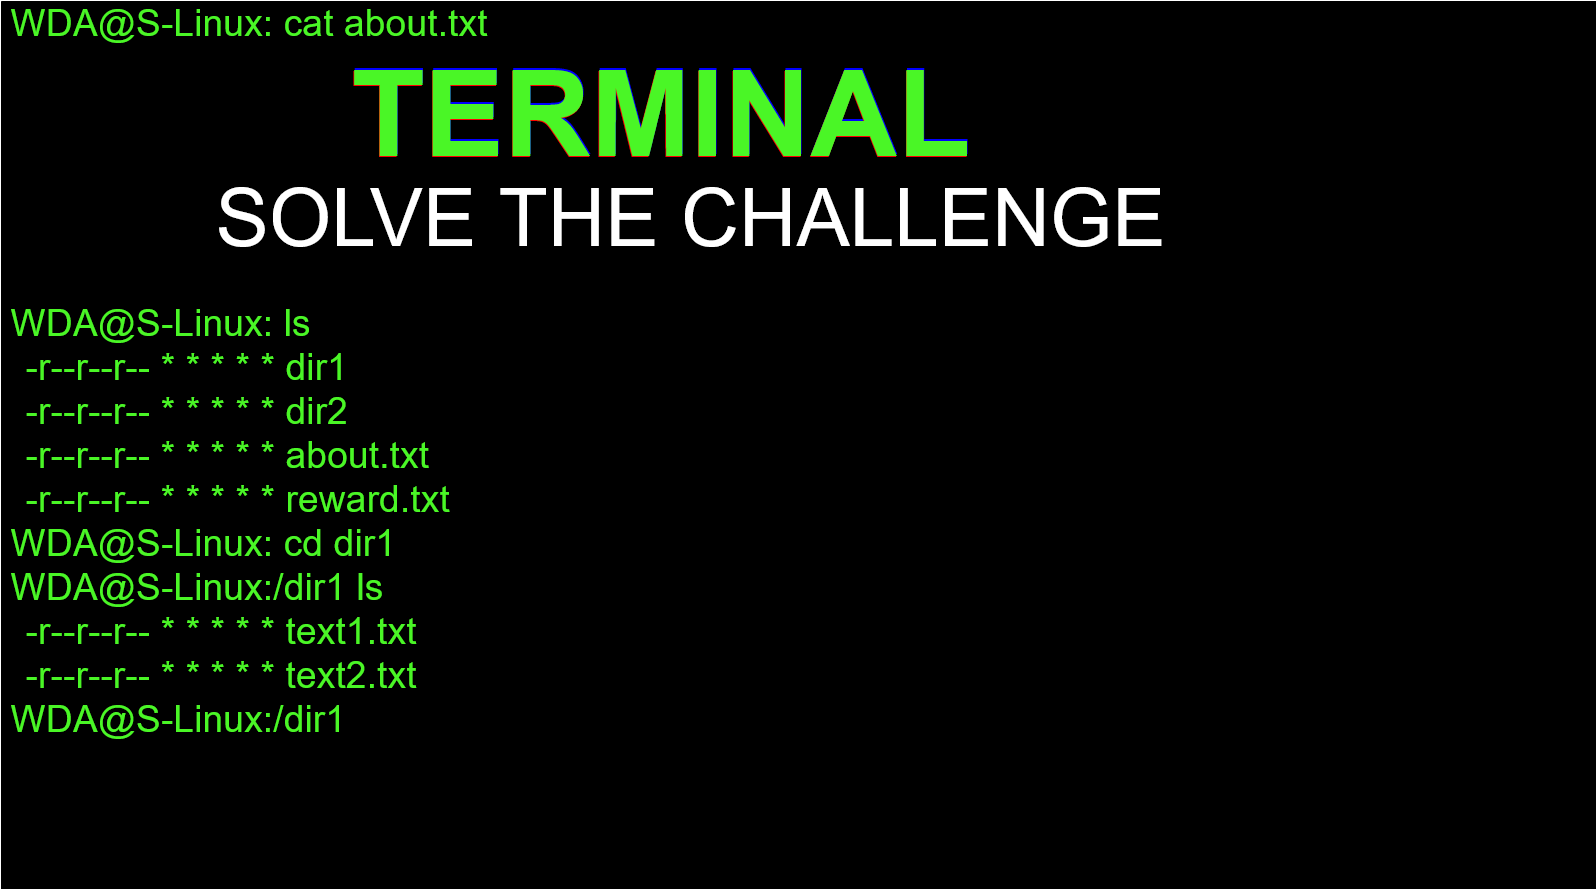 WDA@S-Linux: cat about.txt
TERMINAL
SOLVE THE CHALLENGE
WDA@S-Linux: ls
-r--r--r-- * * * * * dir1
-r--r--r-- * * * * * dir2
-r--r--r-- * * * * * about.txt
-r--r--r-- * * * * * reward.txt
WDA@S-Linux: cd dir1
WDA@S-Linux:/dir1 ls
-r--r--r-- * * * * * text1.txt
-r--r--r-- * * * * * text2.txt
WDA@S-Linux:/dir1